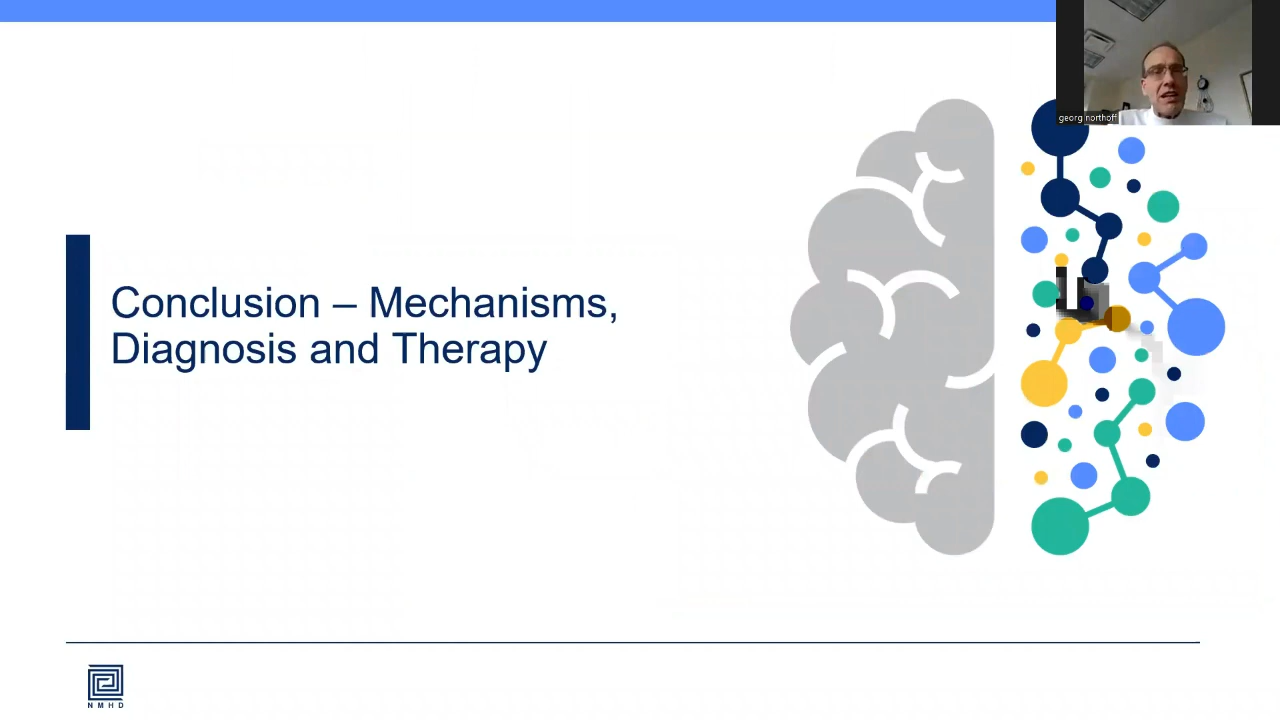 georg northoff
Conclusion – Mechanisms,
Diagnosis and Therapy
NMHD